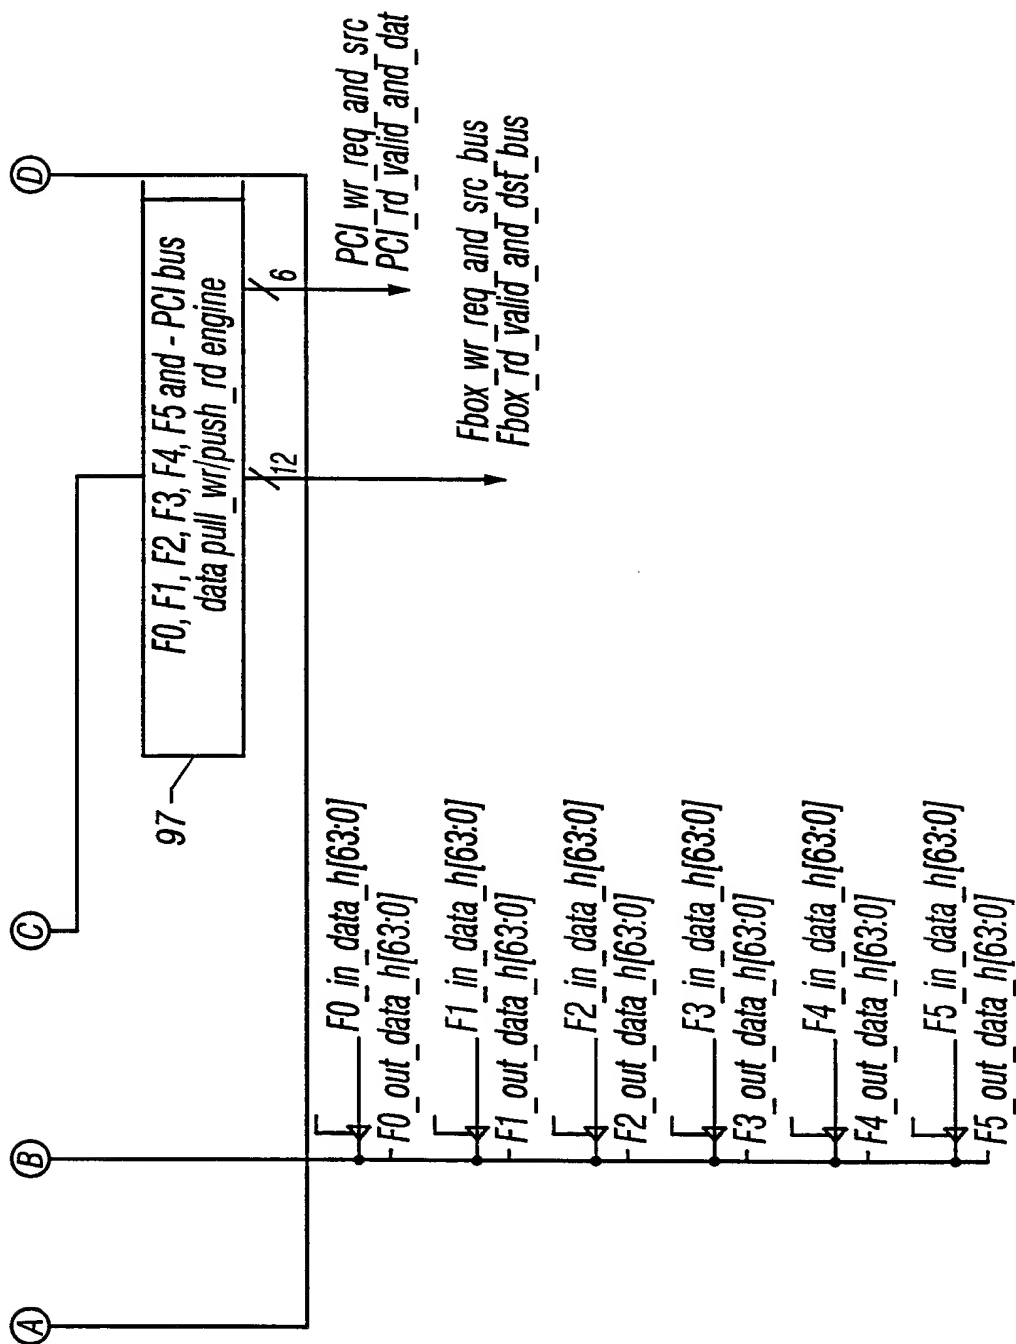 A
B
C
D
97
F0, F1, F2, F3, F4, F5 and - PCI bus
data pull_wr/push_rd engine
12
6
PCI_wr_req_and_src
PCI_rd_valid_and_dat
Fbox_wr_req_and_src_bus
Fbox_rd_valid_and_dst_bus
F0_in_data_h[63:0]
F0_out_data_h[63:0]
F1_in_data_h[63:0]
F1_out_data_h[63:0]
F2_in_data_h[63:0]
F2_out_data_h[63:0]
F3_in_data_h[63:0]
F3_out_data_h[63:0]
F4_in_data_h[63:0]
F4_out_data_h[63:0]
F5_in_data_h[63:0]
F5_out_data_h[63:0]